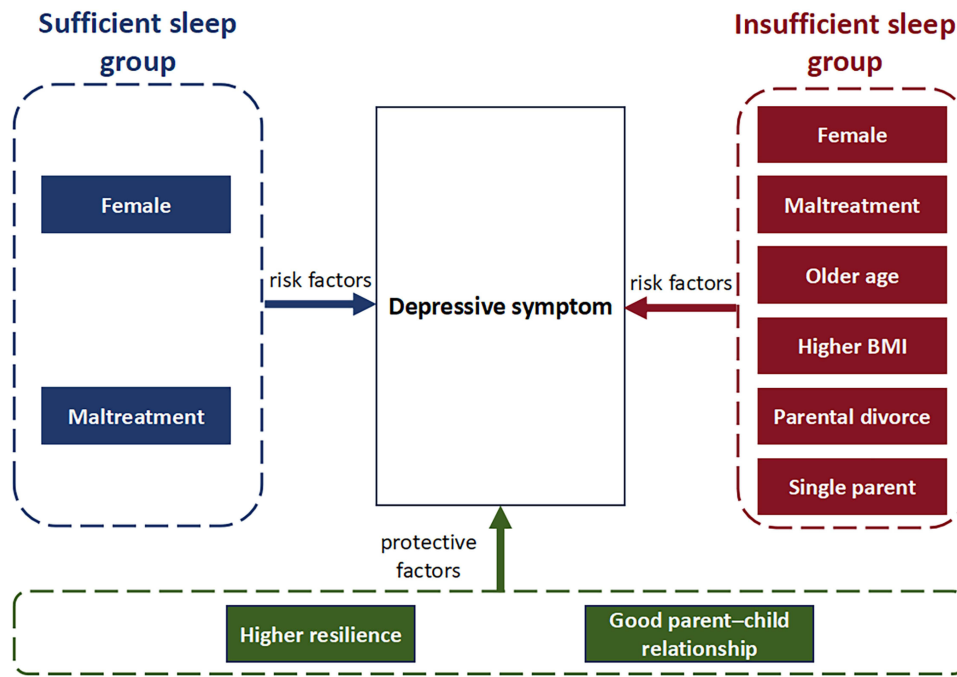 Sufficient sleep
group
Female
Maltreatment
risk factors
Depressive symptom
risk factors
Insufficient sleep
group
Female
Maltreatment
Older age
Higher BMI
Parental divorce
Single parent
protective
factors
Higher resilience
Good parent–child
relationship